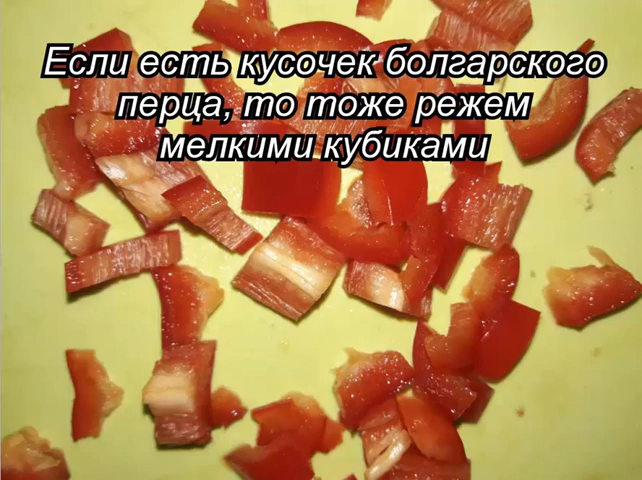 Если есть кусочек болгарского
перца, то тоже режем
мелкими кубиками